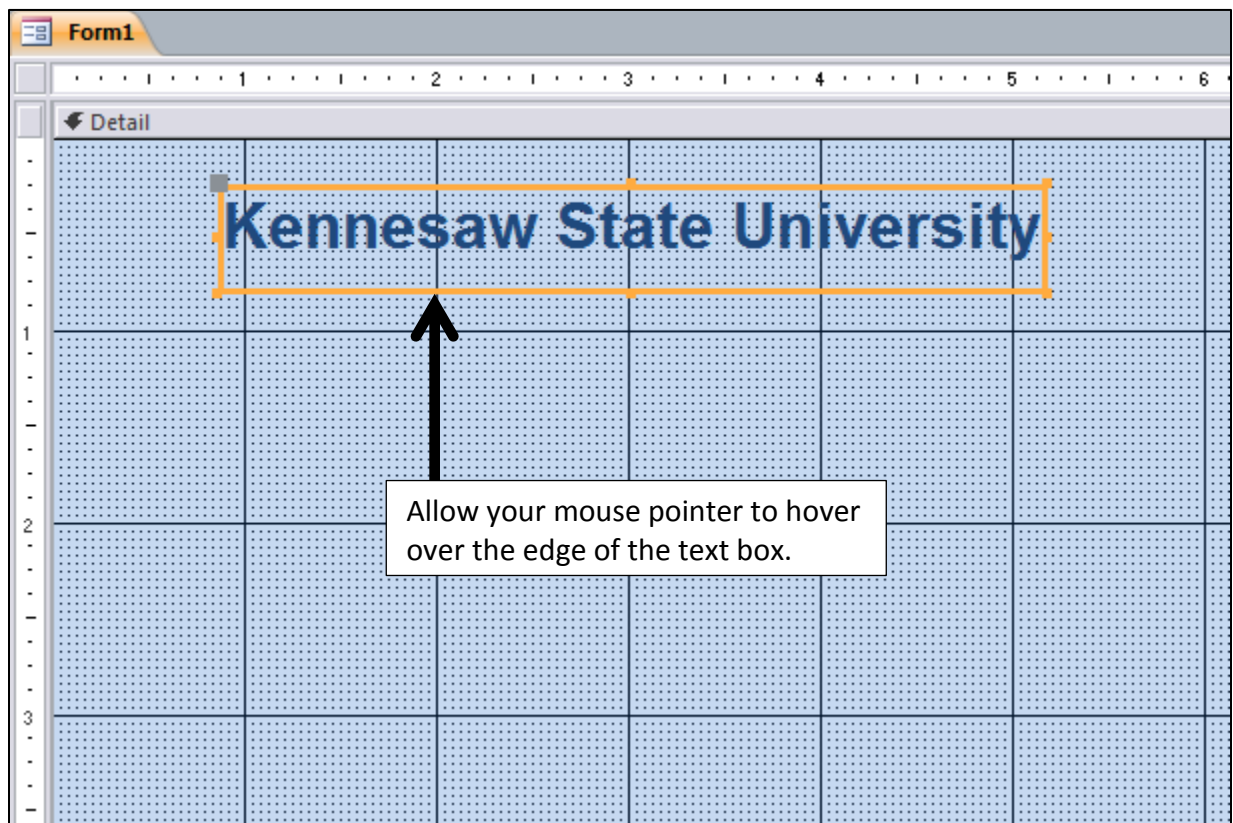 Form1
1 2 3 4 5 6
Detail
Kennesaw State University
1
Allow your mouse pointer to hover
over the edge of the text box.
2
3